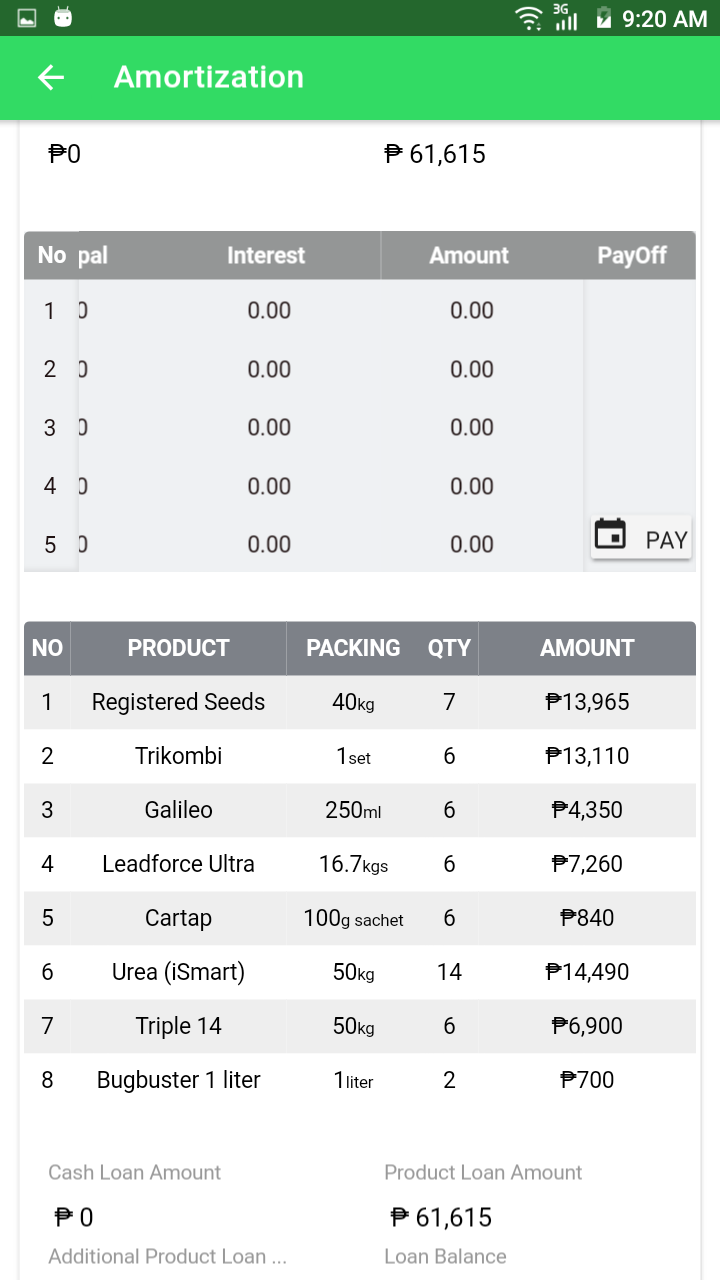 3G 9:20 AM
Amortization
₱0 ₱ 61,615
No pal Interest Amount PayOff
1 0 0.00 0.00
2 0 0.00 0.00
3 0 0.00 0.00
4 0 0.00 0.00
5 0 0.00 0.00 PAY
NO PRODUCT PACKING QTY AMOUNT
1 Registered Seeds 40kg 7 ₱13,965
2 Trikombi 1set 6 ₱13,110
3 Galileo 250ml 6 ₱4,350
4 Leadforce Ultra 16.7kgs 6 ₱7,260
5 Cartap 100g sachet 6 ₱840
6 Urea (iSmart) 50kg 14 ₱14,490
7 Triple 14 50kg 6 ₱6,900
8 Bugbuster 1 liter 1liter 2 ₱700
Cash Loan Amount Product Loan Amount
₱ 0 ₱ 61,615
Additional Product Loan ... Loan Balance